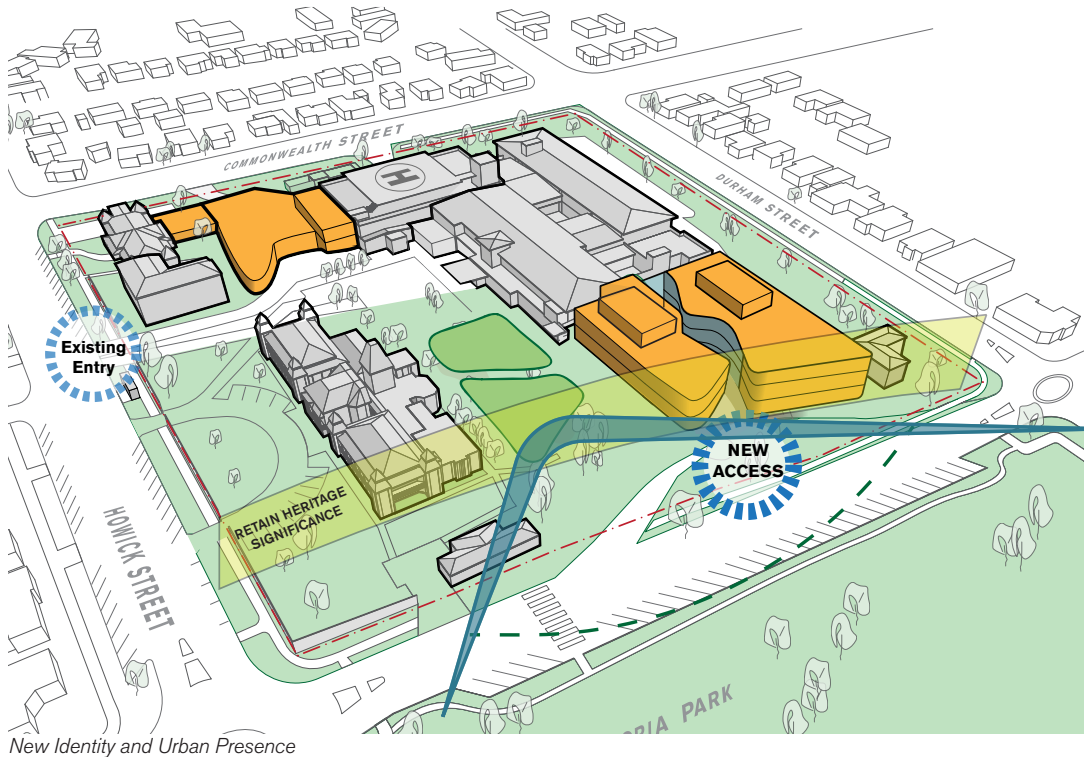 COMMONWEALTH STREET
H
DURHAM STREET
Existing
Entry
NEW
ACCESS
RETAIN HERITAGE
SIGNIFICANCE
HOWICK STREET
ORIA PARK
New Identity and Urban Presence